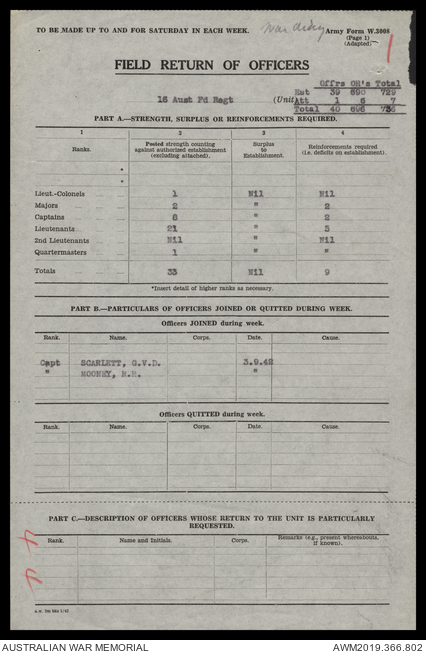 TO BE MADE UP TO AND FOR SATURDAY IN EACH WEEK.
war diary
Army Form W.3008
(Page 1)
(Adapted)
1
FIELD RETURN OF OFFICERS
Offrs OR's Total
Est 39 690 729
16 Aust Fd Regt
(Unit)
Att 1 6 7
Total 40 696 736
PART A.—STRENGTH, SURPLUS OR REINFORCEMENTS REQUIRED.
1 2 3 4
Ranks. Posted strength counting against authorized establishment (excluding attached). Surplus to Establishment. Reinforcements required (i.e. deficits on establishment).
*
*
Lieut.-Colonels 1 Nil Nil
Majors 2 " 2
Captains 8 " 2
Lieutenants 21 " 5
2nd Lieutenants Nil " Nil
Quartermasters 1 "
Totals 33 Nil 9
*Insert detail of higher ranks as necessary.
PART B.—PARTICULARS OF OFFICERS JOINED OR QUITTED DURING WEEK.
Officers JOINED during week.
Rank. Name. Corps. Date. Cause.
Capt SCARLETT, G.V.D. 3.9.42
" MOONEY, "
Officers QUITTED during week.
Rank. Name. Corps. Date. Cause.
PART C.—DESCRIPTION OF OFFICERS WHOSE RETURN TO THE UNIT IS PARTICULARLY
REQUESTED.
4
Rank. Name and Initials. Corps. Remarks (e.g., present whereabouts, if known).
4
AUSTRALIAN WAR MEMORIAL
AWM2019.366.802